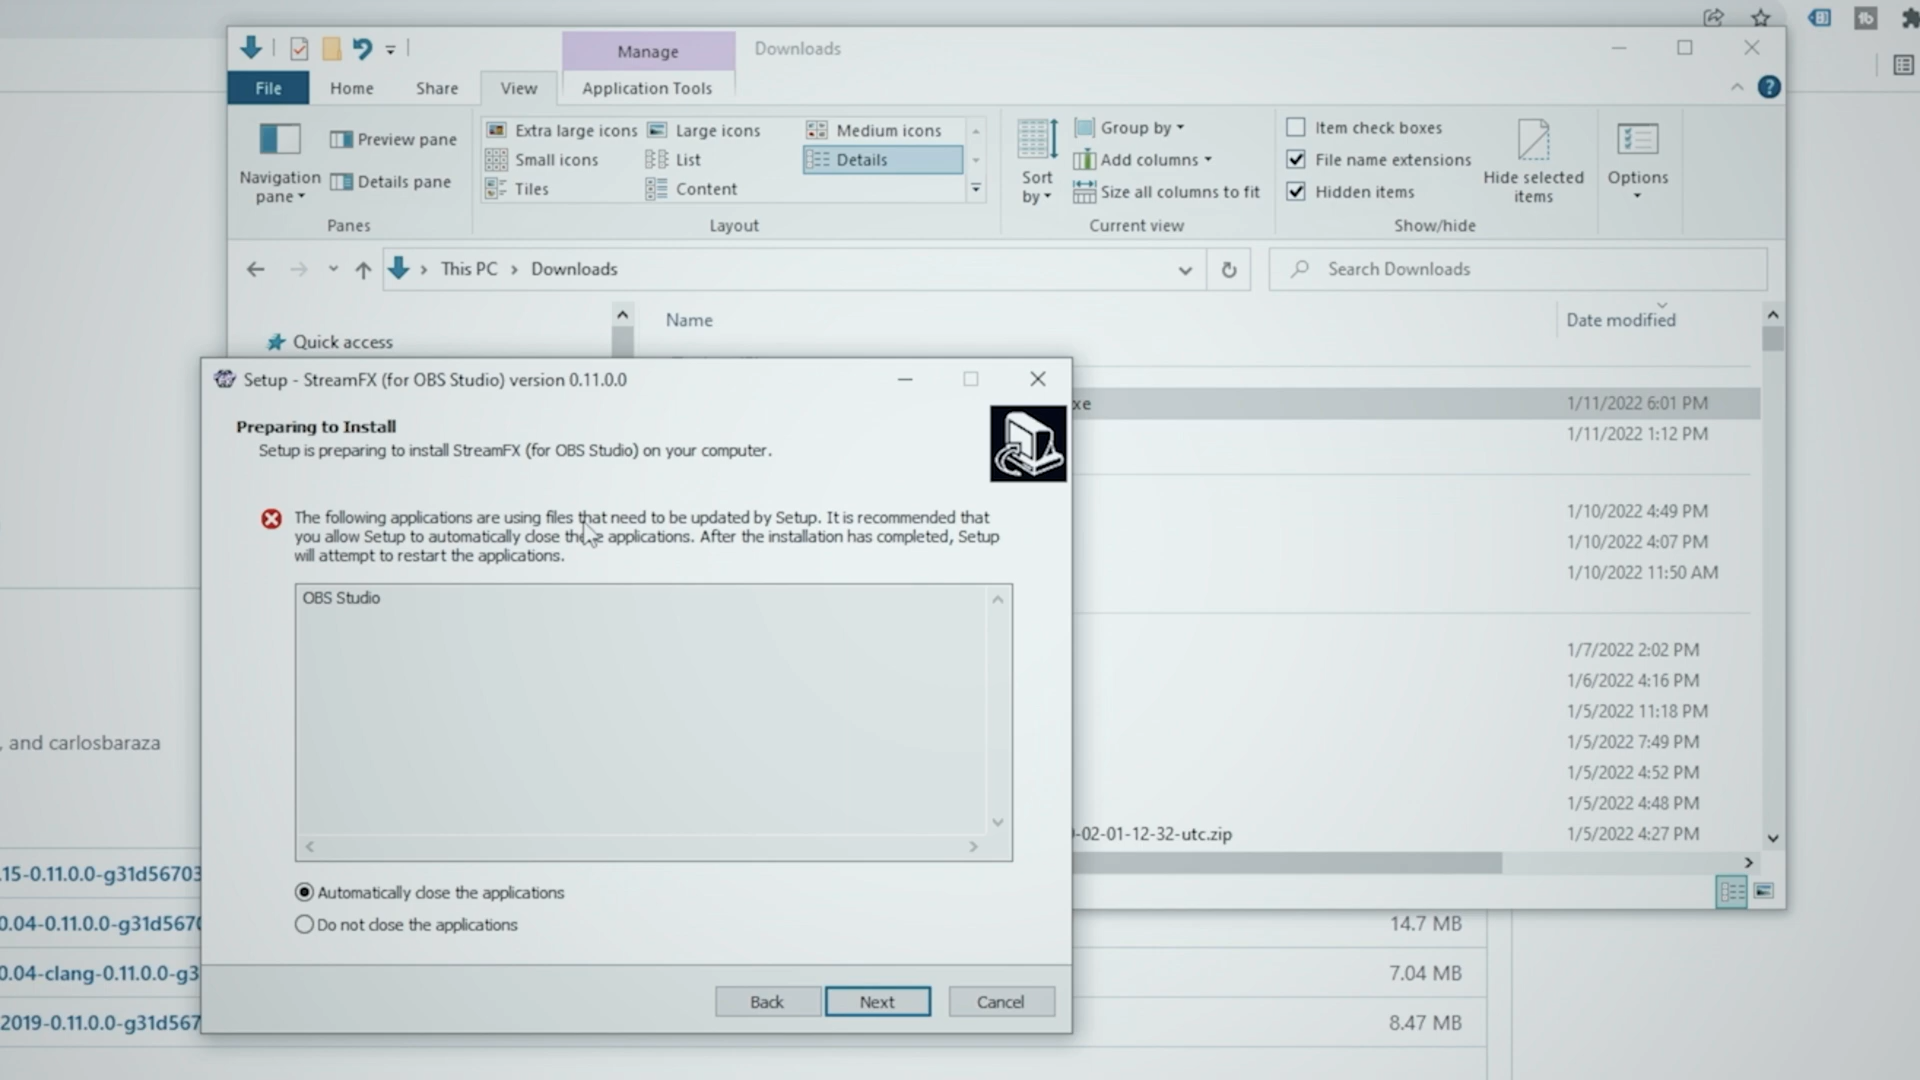 Manage
Downloads
File
Home
Share
View
Application Tools
Navigation
pane
Preview pane
Details pane
Panes
Extra large icons
Large icons
Medium icons
Small icons
List
Details
Tiles
Content
Layout
Sort
by
Group by
Add columns
Size all columns to fit
Current view
Item check boxes
File name extensions
Hidden items
Hide selected
items
Show/hide
Options
This PC
Downloads
Search Downloads
Quick access
Name
Date modified
xe
1/11/2022 6:01 PM
1/11/2022 1:12 PM
1/10/2022 4:49 PM
1/10/2022 4:07 PM
1/10/2022 11:50 AM
1/7/2022 2:02 PM
1/6/2022 4:16 PM
1/5/2022 11:18 PM
1/5/2022 7:49 PM
1/5/2022 4:52 PM
1/5/2022 4:48 PM
-02-01-12-32-utc.zip
1/5/2022 4:27 PM
Setup - StreamFX (for OBS Studio) version 0.11.0.0
Preparing to Install
Setup is preparing to install StreamFX (for OBS Studio) on your computer.
The following applications are using files that need to be updated by Setup. It is recommended that
you allow Setup to automatically close these applications. After the installation has completed, Setup
will attempt to restart the applications.
OBS Studio
Automatically close the applications
Do not close the applications
Back
Next
Cancel
, and carlosbaraza
.15-0.11.0.0-g31d56703
0.04-0.11.0.0-g31d5670
14.7 MB
0.04-clang-0.11.0.0-g3
7.04 MB
2019-0.11.0.0-g31d567
8.47 MB